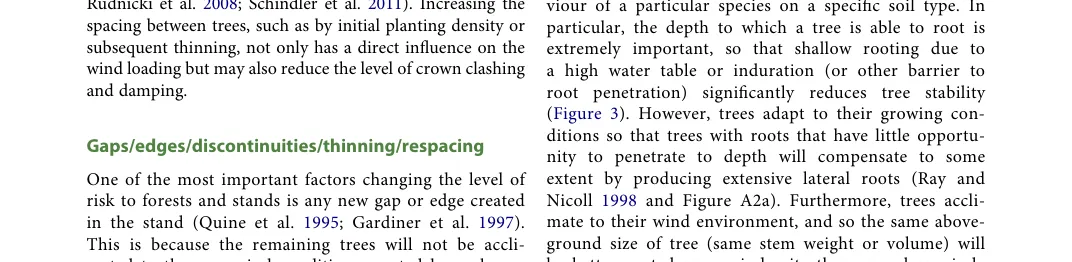 Rudnicki et al. 2008; Schindler et al. 2011). Increasing the
spacing between trees, such as by initial planting density or
subsequent thinning, not only has a direct influence on the
wind loading but may also reduce the level of crown clashing
and damping.
Gaps/edges/discontinuities/thinning/respacing
One of the most important factors changing the level of
risk to forests and stands is any new gap or edge created
in the stand (Quine et al. 1995; Gardiner et al. 1997).
This is because the remaining trees will not be accli-
viour of a particular species on a specific soil type. In
particular, the depth to which a tree is able to root is
extremely important, so that shallow rooting due to
a high water table or induration (or other barrier to
root penetration) significantly reduces tree stability
(Figure 3). However, trees adapt to their growing con-
ditions so that trees with roots that have little opportu-
nity to penetrate to depth will compensate to some
extent by producing extensive lateral roots (Ray and
Nicoll 1998 and Figure A2a). Furthermore, trees accli-
mate to their wind environment, and so the same above-
ground size of tree (same stem weight or volume) will